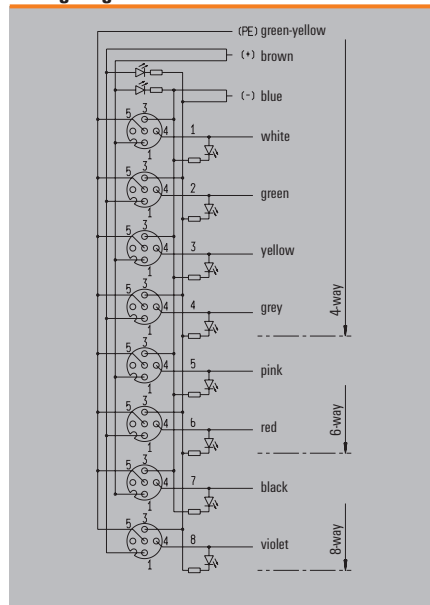 (PE) green-yellow
(+) brown
(-) blue
3
5 4 1 white
1
3
5 4 2 green
1
3
5 4 3 yellow
1
3
5 4 4 grey
1
4-way
3
5 4 5 pink
1
3
5 4 6 red
1
6-way
3
5 4 7 black
1
3
5 4 8 violet
1
8-way